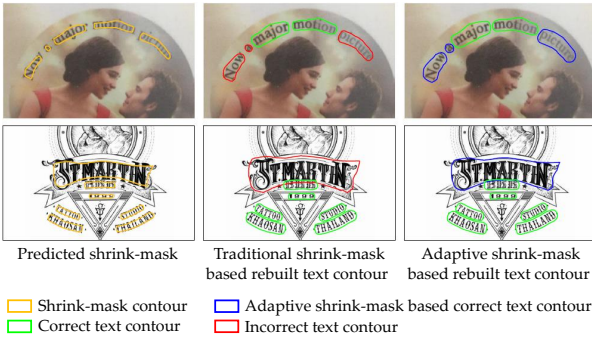 Now a major motion picture
Now a major motion picture
Now a major motion picture
ST. MARTIN
1999
TATTOO STUDIO
KHAOSAN THAILAND
ST. MARTIN
1999
TATTOO STUDIO
KHAOSAN THAILAND
ST. MARTIN
1999
TATTOO STUDIO
KHAOSAN THAILAND
Predicted shrink-mask
Traditional shrink-mask
based rebuilt text contour
Adaptive shrink-mask
based rebuilt text contour
Shrink-mask contour
Adaptive shrink-mask based correct text contour
Correct text contour
Incorrect text contour